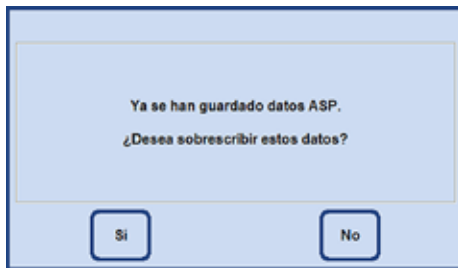 Ya se han guardado datos ASP.
¿Desea sobrescribir estos datos?
Si
No